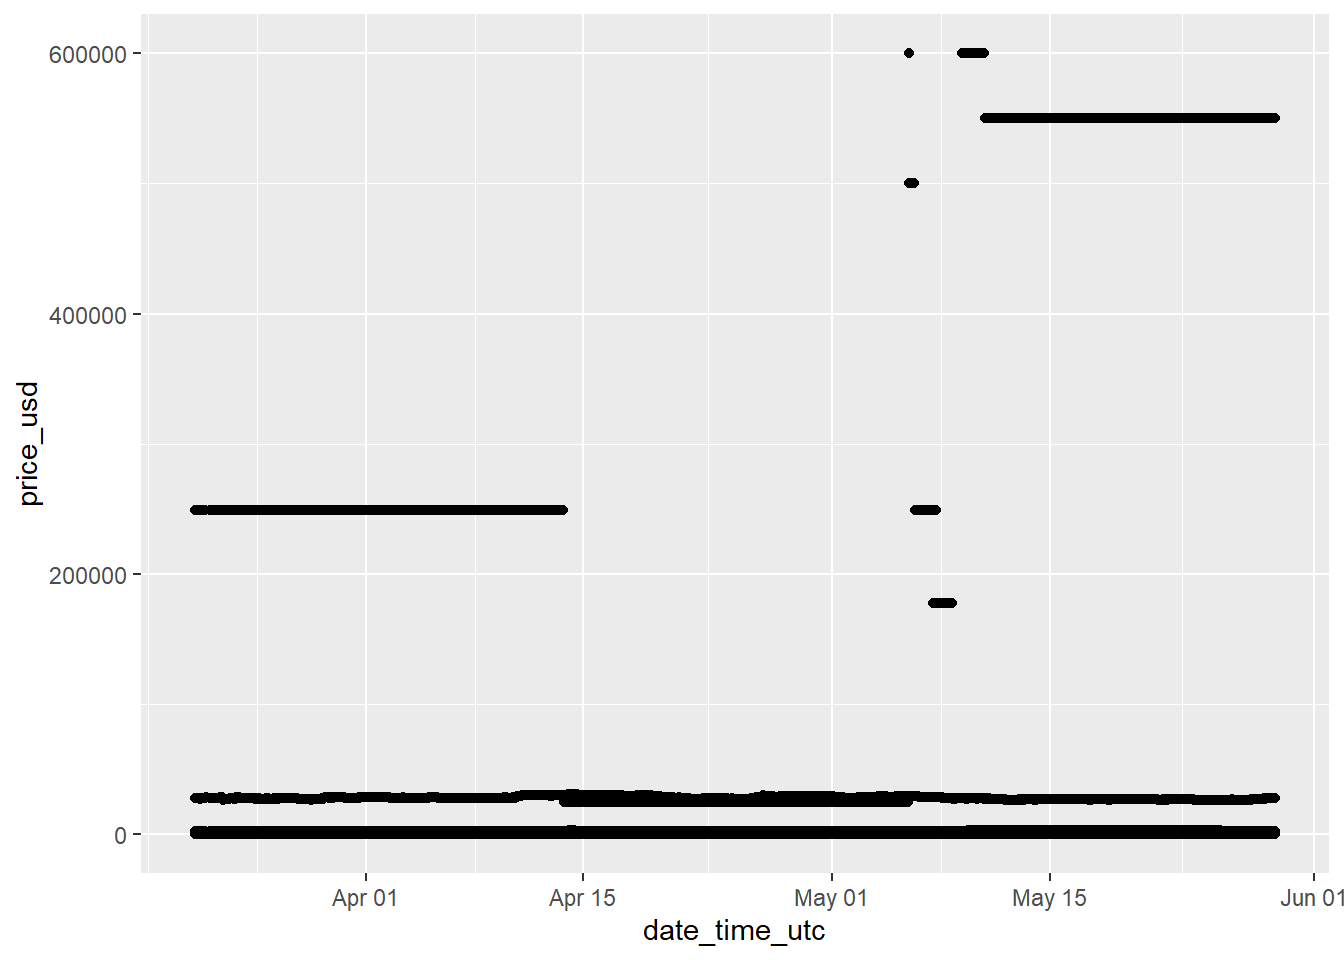 600000
400000
200000
0
price_usd
Apr 01
Apr 15
May 01
May 15
Jun 01
date_time_utc